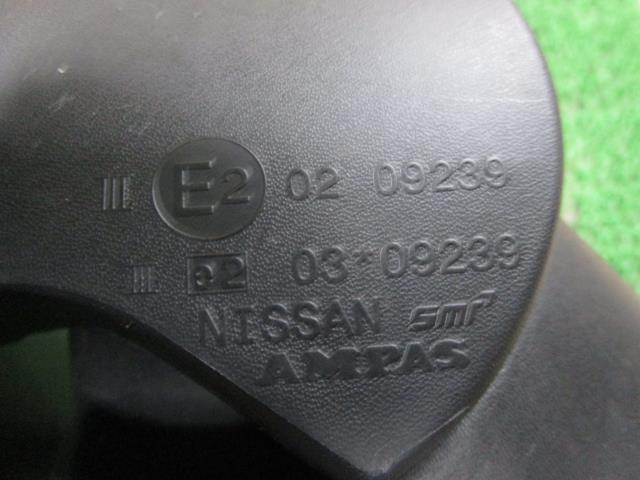 III E2 02 09239
III e2 03*09239
NISSAN SMR
AMPAS